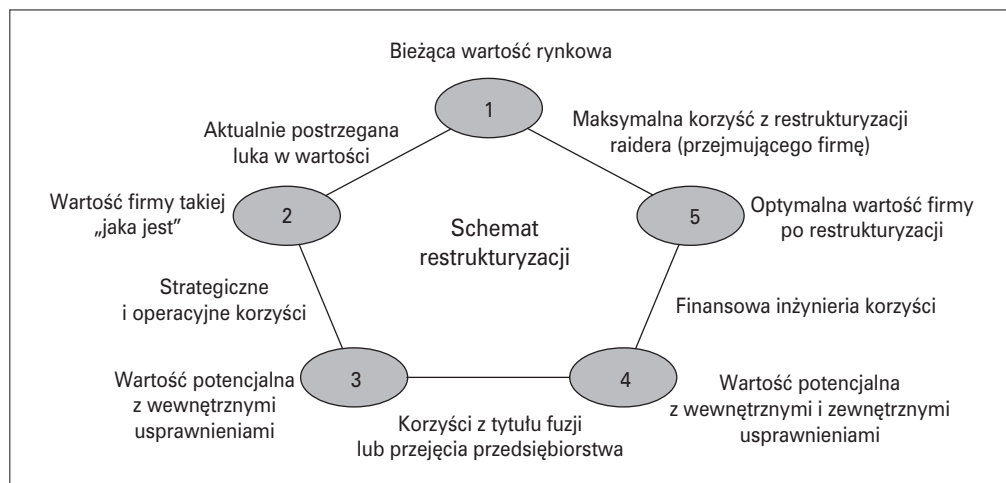 Bieżąca wartość rynkowa
1
Aktualnie postrzegana
luka w wartości
Maksymalna korzyść z restrukturyzacji
raidera (przejmującego firmę)
Wartość firmy takiej
„jaka jest”
2
Schemat
restrukturyzacji
5
Optymalna wartość firmy
po restrukturyzacji
Strategiczne
i operacyjne korzyści
Finansowa inżynieria korzyści
Wartość potencjalna
z wewnętrznymi
usprawnieniami
3
Korzyści z tytułu fuzji
lub przejęcia przedsiębiorstwa
4
Wartość potencjalna
z wewnętrznymi i zewnętrznymi
usprawnieniami